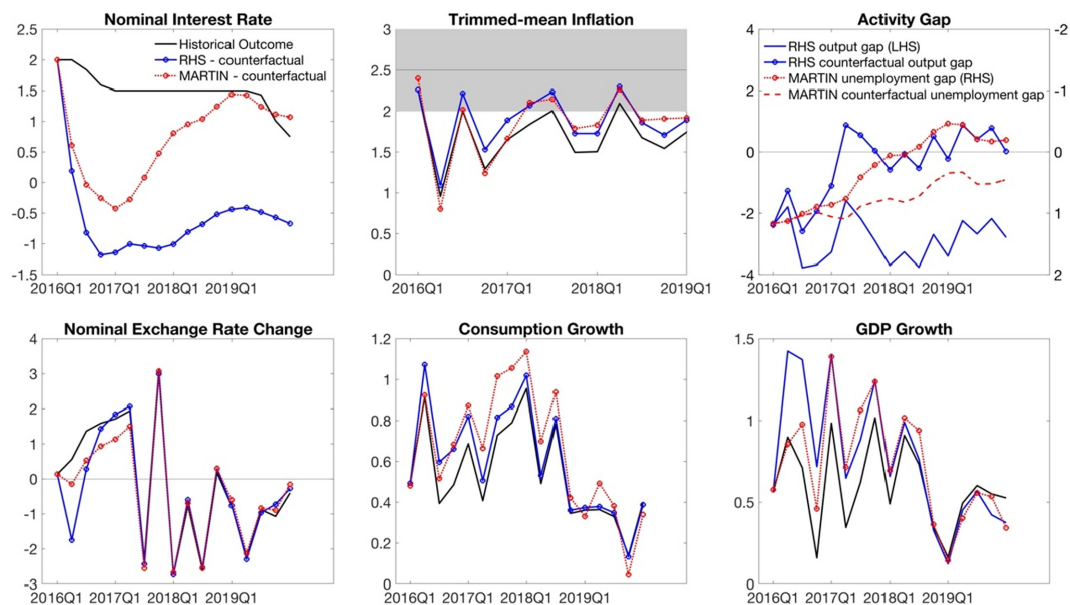 Nominal Interest Rate
2.5
2
1.5
1
0.5
0
-0.5
-1
-1.5
Historical Outcome
RHS - counterfactual
MARTIN - counterfactual
2016Q1 2017Q1 2018Q1 2019Q1
Trimmed-mean Inflation
3
2.5
2
1.5
1
0.5
0
2016Q1 2017Q1 2018Q1 2019Q1
Activity Gap
4
2
0
-2
-4
-2
-1
0
1
2
RHS output gap (LHS)
RHS counterfactual output gap
MARTIN unemployment gap (RHS)
MARTIN counterfactual unemployment gap
2016Q1 2017Q1 2018Q1 2019Q1
Nominal Exchange Rate Change
4
3
2
1
0
-1
-2
-3
2016Q1 2017Q1 2018Q1 2019Q1
Consumption Growth
1.2
1
0.8
0.6
0.4
0.2
0
2016Q1 2017Q1 2018Q1 2019Q1
GDP Growth
1.5
1
0.5
0
2016Q1 2017Q1 2018Q1 2019Q1